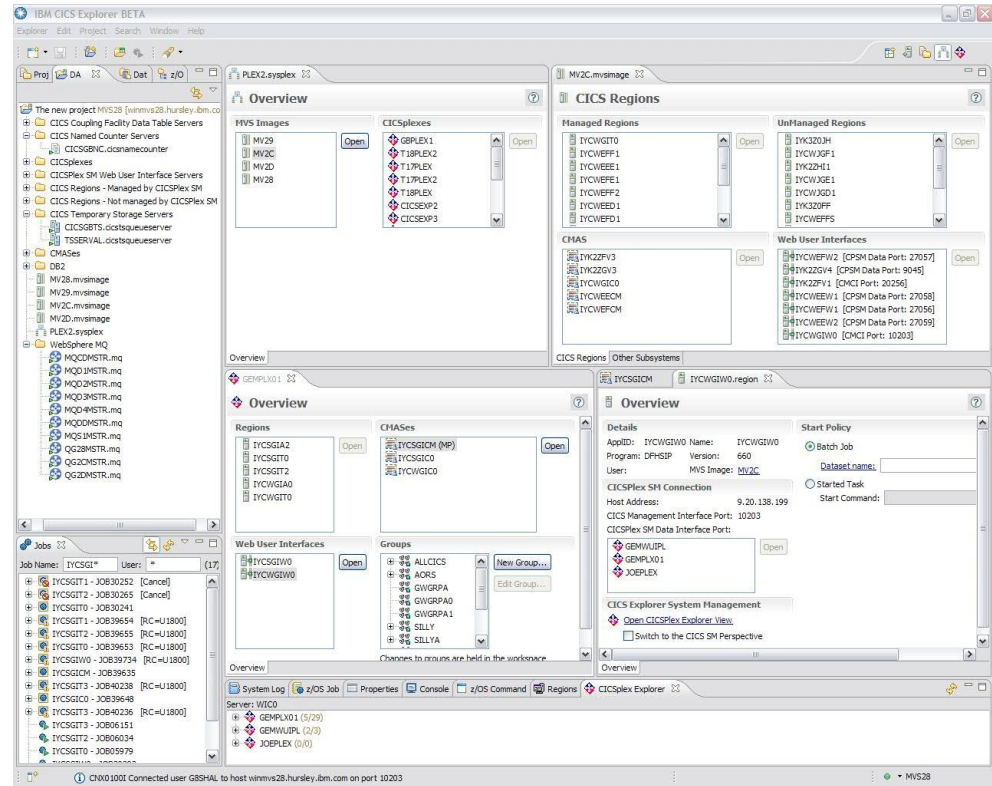 IBM CICS Explorer BETA
Explorer Edit Project Search Window Help
Proj DA Dat z/O
The new project MVS28 [winmvs28.hursley.ibm.co
CICS Coupling Facility Data Table Servers
CICS Named Counter Servers
CICSGBNC.cicsnamecounter
CICSplexes
CICSPlex SM Web User Interface Servers
CICS Regions - Managed by CICSPlex SM
CICS Regions - Not managed by CICSPlex SM
CICS Temporary Storage Servers
CICSGBTS.cicstsqueueserver
TSSERVAL.cicstsqueueserver
CMASes
DB2
MV28.mvsimage
MV29.mvsimage
MV2C.mvsimage
MV2D.mvsimage
PLEX2.sysplex
WebSphere MQ
MQCDMSTR.mq
MQD1MSTR.mq
MQD2MSTR.mq
MQD3MSTR.mq
MQD4MSTR.mq
MQDDMSTR.mq
MQS1MSTR.mq
QG28MSTR.mq
QG2CMSTR.mq
QG2DMSTR.mq
Jobs
Job Name: IYCSGI* User: * (17
IYCSGIT1 - JOB30252 [Cancel]
IYCSGIT2 - JOB30265 [Cancel]
IYCSGIT0 - JOB30241
IYCSGIT1 - JOB39654 [RC=U1800]
IYCSGIT2 - JOB39655 [RC=U1800]
IYCSGIT0 - JOB39653 [RC=U1800]
IYCSGIW0 - JOB39734 [RC=U1800]
IYCSGICM - JOB39635
IYCSGIT3 - JOB40238 [RC=U1800]
IYCSGIC0 - JOB39648
IYCSGIT3 - JOB40236 [RC=U1800]
IYCSGIT3 - JOB06151
IYCSGIT2 - JOB06034
IYCSGIT0 - JOB05979
PLEX2.sysplex
Overview
MVS Images
MV29
MV2C
MV2D
MV28
Open
CICSplexes
GBPLEX1
T18PLEX2
T17PLEX
T17PLEX2
T18PLEX
CICSEXP2
CICSEXP3
Open
Overview
MV2C.mvsimage
CICS Regions
Managed Regions
IYCWGIT0
IYCWEFF1
IYCWEEE1
IYCWEFE1
IYCWEFF2
IYCWEED1
IYCWEFD1
Open
UnManaged Regions
IYK3Z0JH
IYCWJGF1
IYK2ZHI1
IYCWJGE1
IYCWJGD1
IYK3Z0FF
IYCWEFFS
Open
CMAS
IYK2ZFV3
IYK2ZGV3
IYCWGIC0
IYCWEECM
IYCWEFCM
Open
Web User Interfaces
IYCWEFW2 [CPSM Data Port: 27057]
IYK2ZGV4 [CPSM Data Port: 9045]
IYK2ZFV1 [CMCI Port: 20256]
IYCWEEW1 [CPSM Data Port: 27058]
IYCWEFW1 [CPSM Data Port: 27056]
IYCWEEW2 [CPSM Data Port: 27059]
IYCWGIW0 [CMCI Port: 10203]
Open
CICS Regions Other Subsystems
GEMPLX01
Overview
Regions
IYCSGIA2
IYCSGIT0
IYCSGIT2
IYCWGIA0
IYCWGIT0
Open
CMASes
IYCSGICM (MP)
IYCSGIC0
IYCWGIC0
Open
Web User Interfaces
IYCSGIW0
IYCWGIW0
Open
Groups
ALLCICS
AORS
GWGRPA
GWGRPA0
GWGRPA1
SILLY
SILLYA
New Group...
Edit Group...
Changes to groups are held in the workspace
Overview
IYCSGICM IYCWGIW0.region
Overview
Details
AppID: IYCWGIW0 Name: IYCWGIW0
Program: DFHSIP Version: 660
User: MVS Image: MV2C
CICSPlex SM Connection
Host Address: 9.20.138.199
CICS Management Interface Port: 10203
CICSPlex SM Data Interface Port:
GEMWUIPL
GEMPLX01
JOEPLEX
Open
CICS Explorer System Management
Open CICSPlex Explorer View
Switch to the CICS SM Perspective
Start Policy
Batch Job
Dataset name:
Started Task
Start Command:
Overview
System Log z/OS Job Properties Console z/OS Command Regions CICSplex Explorer
Server: WIC0
GEMPLX01 (5/29)
GEMWUIPL (2/3)
JOEPLEX (0/0)
CNX0100I Connected user G8SHAL to host winmvs28.hursley.ibm.com on port 10203
MVS28